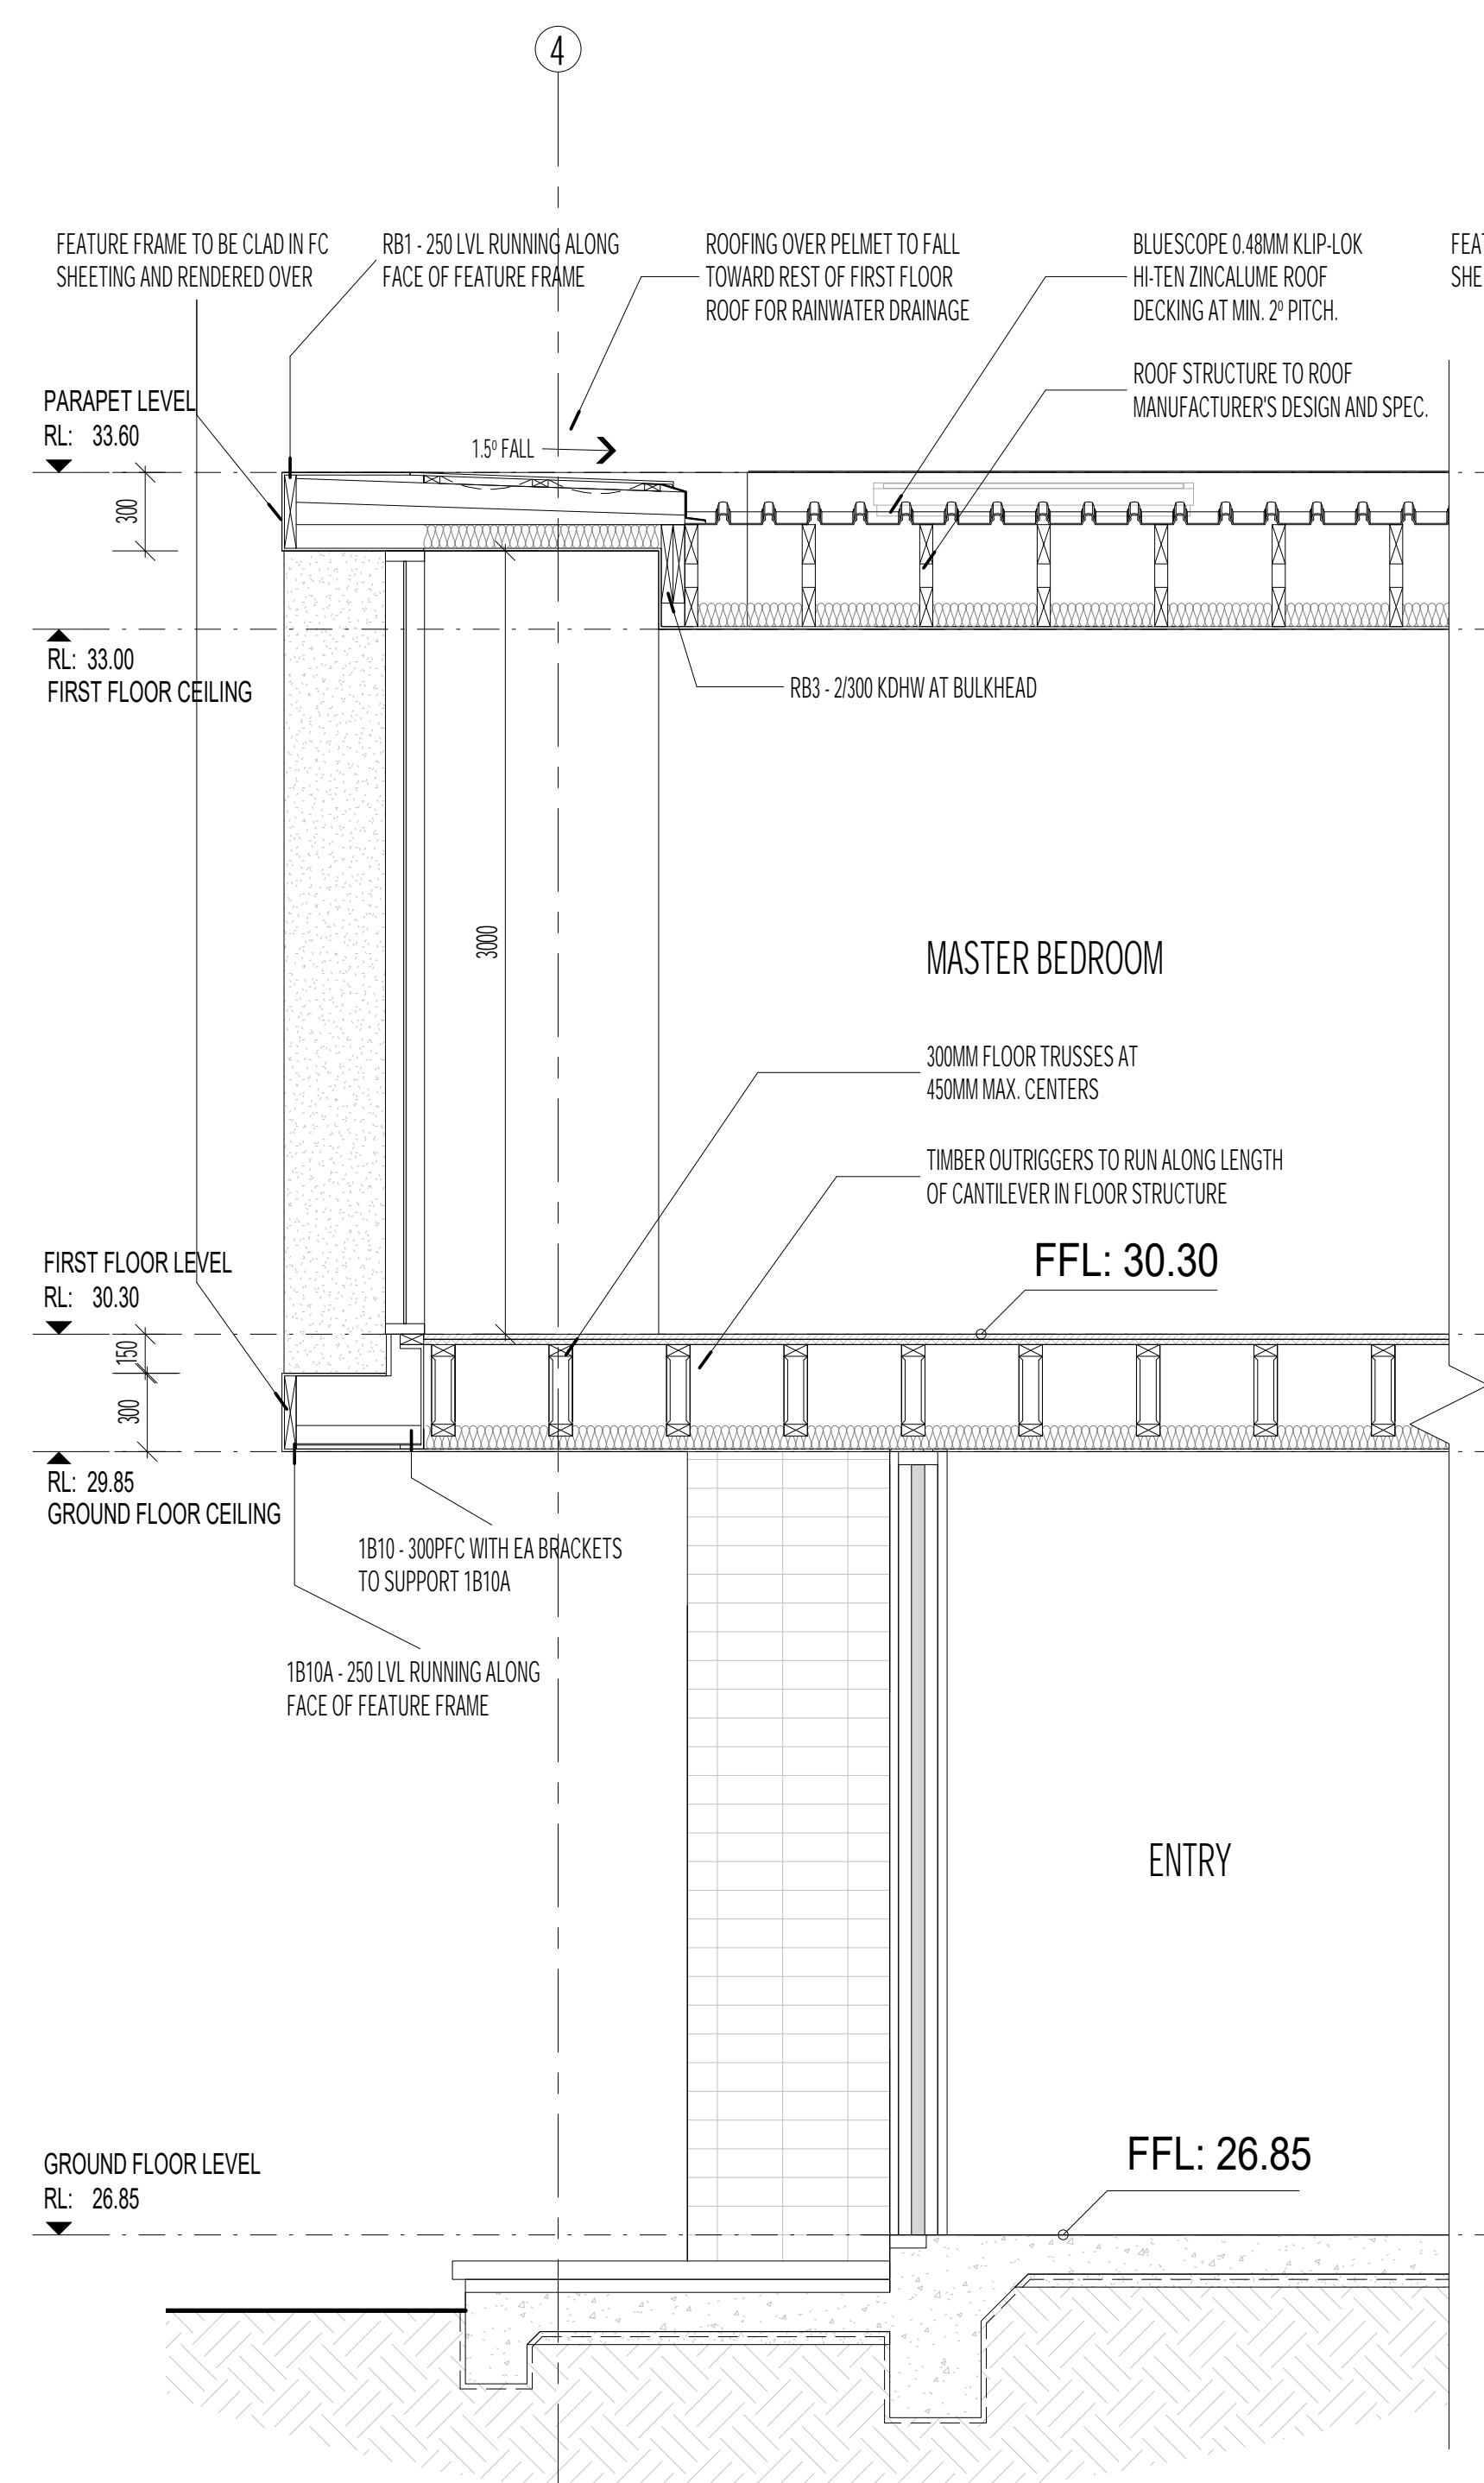 4
FEATURE FRAME TO BE CLAD IN FC
SHEETING AND RENDERED OVER
RB1 - 250 LVL RUNNING ALONG
FACE OF FEATURE FRAME
ROOFING OVER PELMET TO FALL
TOWARD REST OF FIRST FLOOR
ROOF FOR RAINWATER DRAINAGE
BLUESCOPE 0.48MM KLIP-LOK
HI-TEN ZINCALUME ROOF
DECKING AT MIN. 2º PITCH.
FEAT
SHE
ROOF STRUCTURE TO ROOF
MANUFACTURER'S DESIGN AND SPEC.
PARAPET LEVEL
RL: 33.60
1.5º FALL
300
RL: 33.00
FIRST FLOOR CEILING
RB3 - 2/300 KDHW AT BULKHEAD
3000
MASTER BEDROOM
300MM FLOOR TRUSSES AT
450MM MAX. CENTERS
TIMBER OUTRIGGERS TO RUN ALONG LENGTH
OF CANTILEVER IN FLOOR STRUCTURE
FFL: 30.30
FIRST FLOOR LEVEL
RL: 30.30
150
300
RL: 29.85
GROUND FLOOR CEILING
1B10 - 300PFC WITH EA BRACKETS
TO SUPPORT 1B10A
1B10A - 250 LVL RUNNING ALONG
FACE OF FEATURE FRAME
ENTRY
FFL: 26.85
GROUND FLOOR LEVEL
RL: 26.85